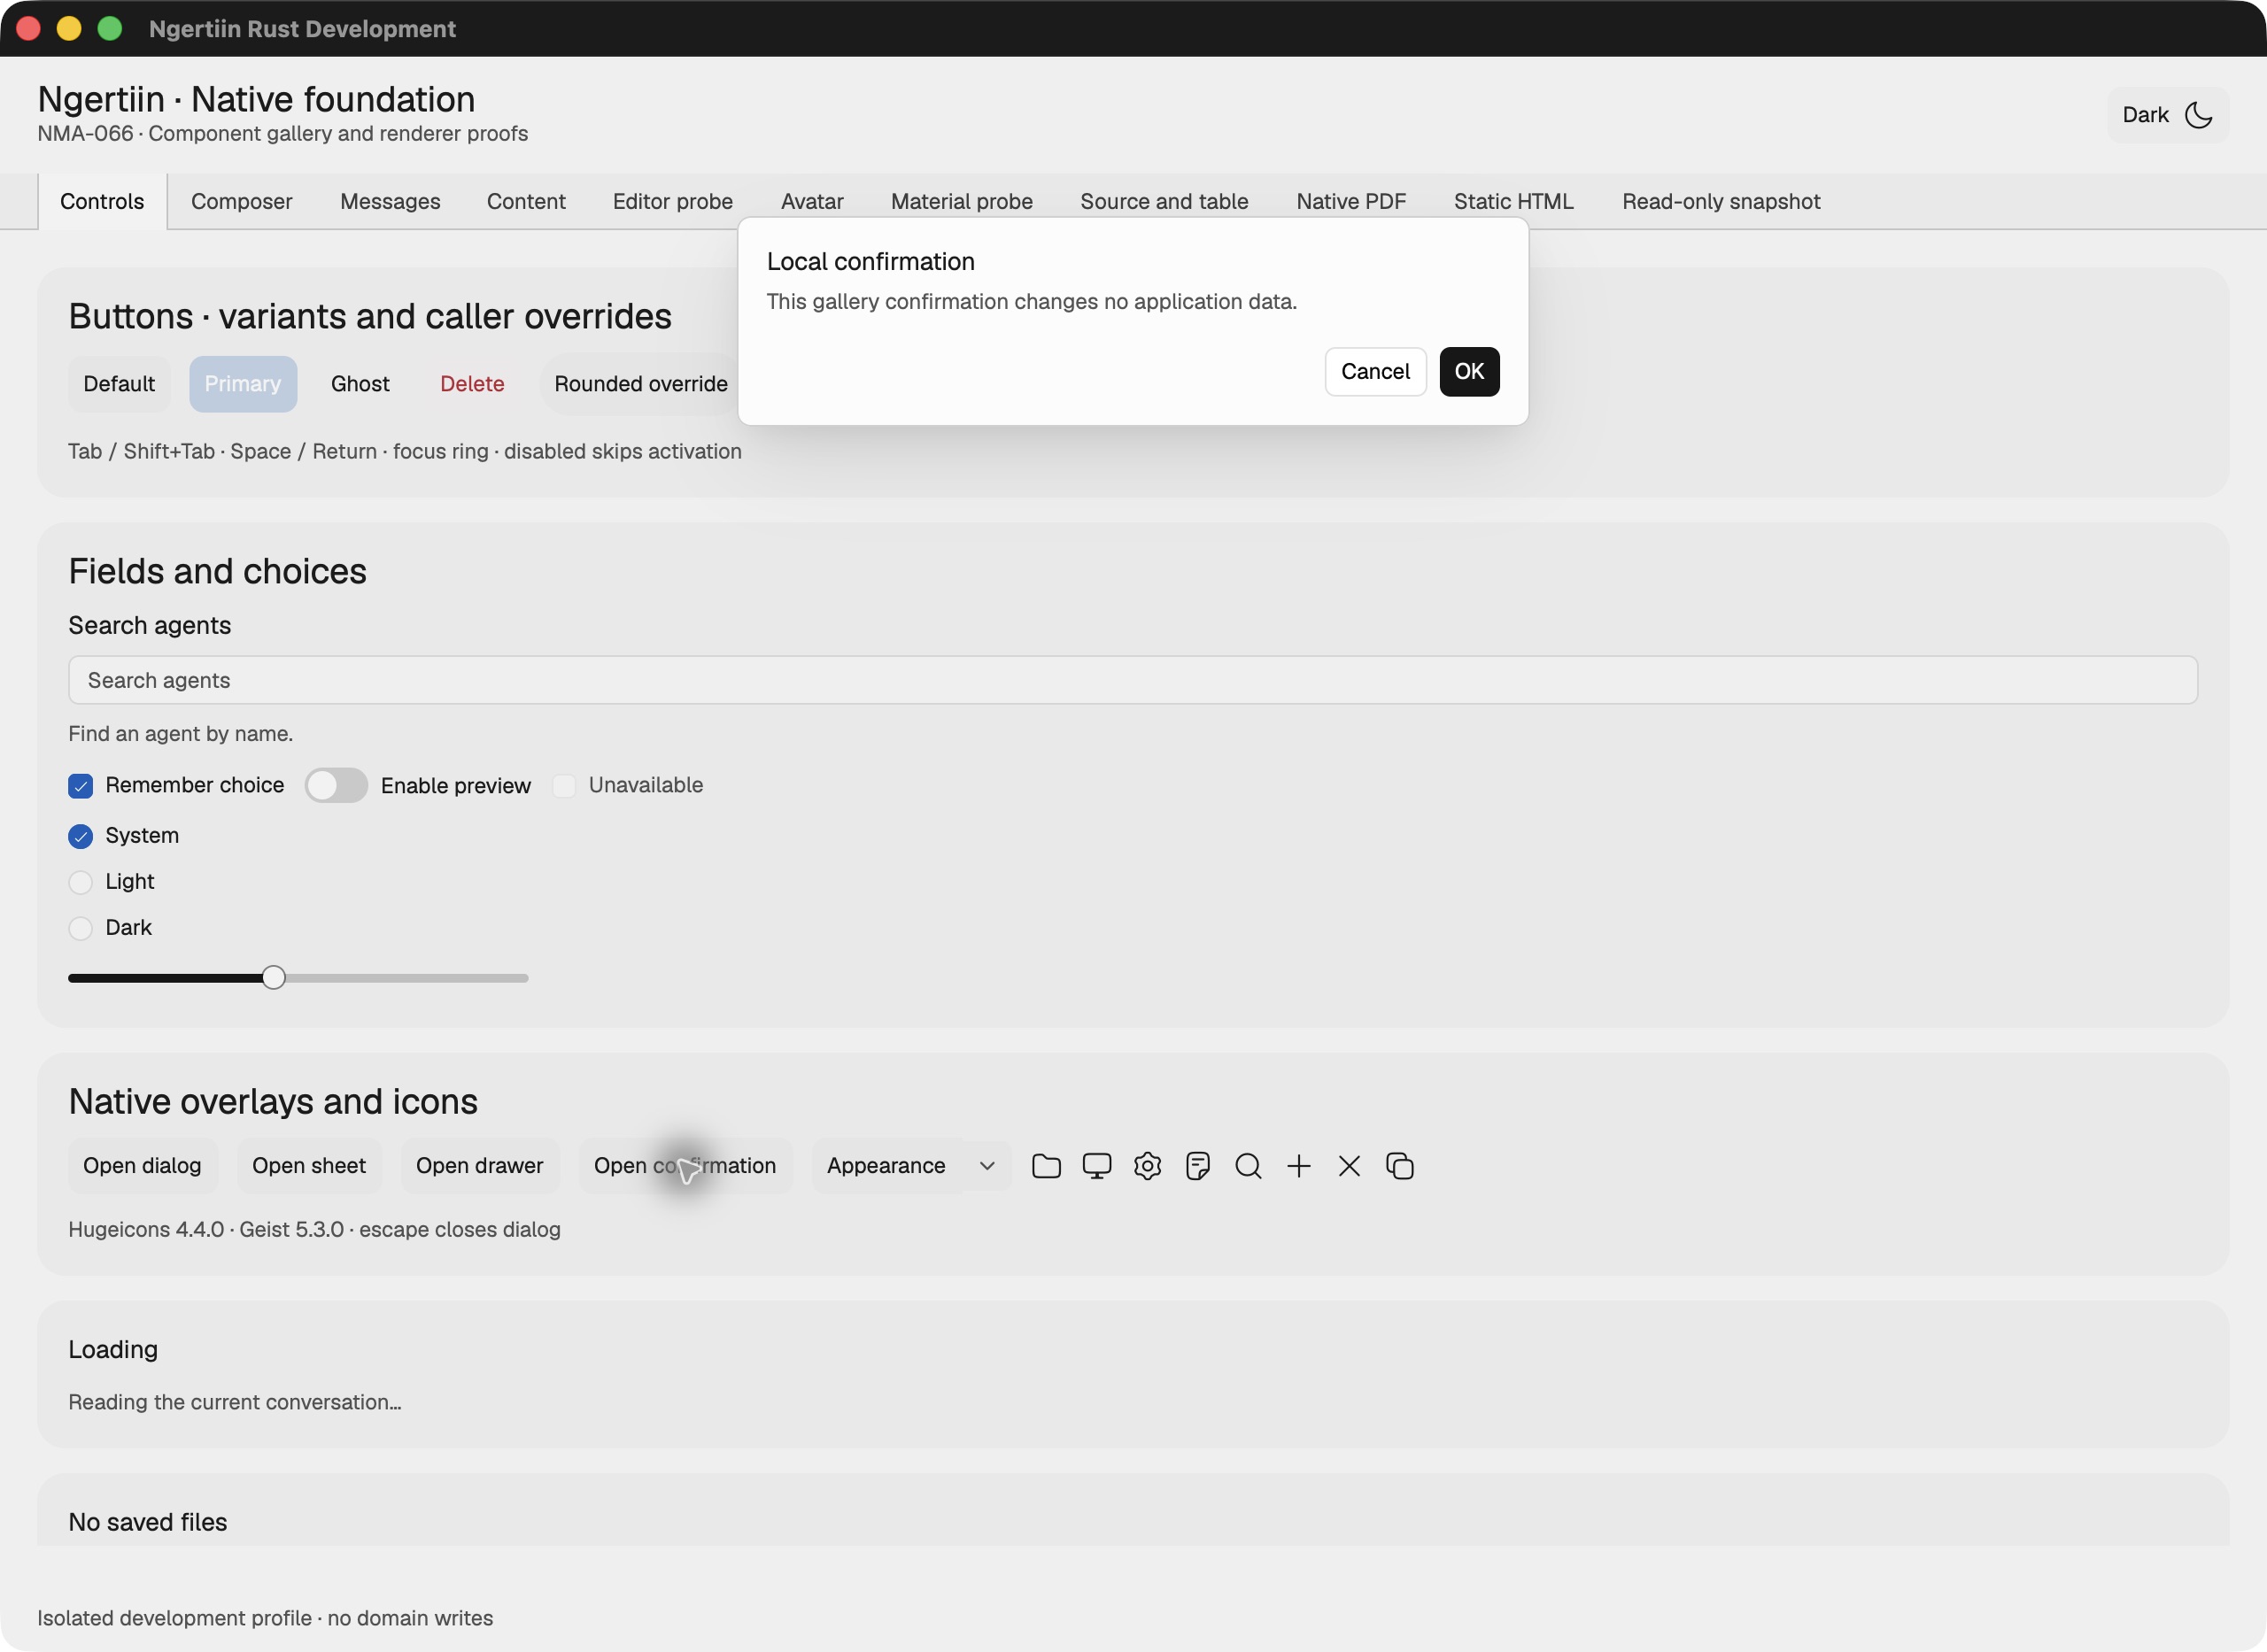 Ngertiin Rust Development
Ngertiin · Native foundation
NMA-066 · Component gallery and renderer proofs
Dark
Controls Composer Messages Content Editor probe Avatar Material probe Source and table Native PDF Static HTML Read-only snapshot
Local confirmation
This gallery confirmation changes no application data.
Cancel OK
Buttons · variants and caller overrides
Default Primary Ghost Delete Rounded override
Tab / Shift+Tab · Space / Return · focus ring · disabled skips activation
Fields and choices
Search agents
Search agents
Find an agent by name.
Remember choice Enable preview Unavailable
System
Light
Dark
Native overlays and icons
Open dialog Open sheet Open drawer Open confirmation Appearance
Hugeicons 4.4.0 · Geist 5.3.0 · escape closes dialog
Loading
Reading the current conversation…
No saved files
Isolated development profile · no domain writes